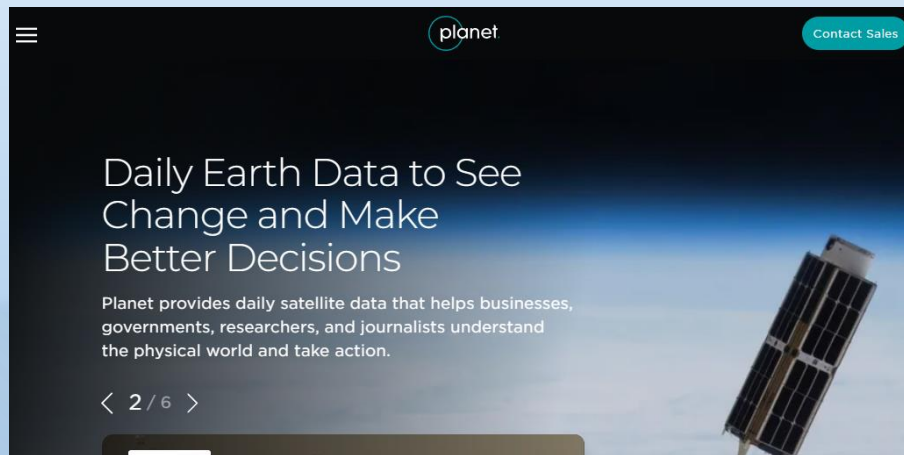 planet.
Contact Sales
Daily Earth Data to See
Change and Make
Better Decisions
Planet provides daily satellite data that helps businesses,
governments, researchers, and journalists understand
the physical world and take action.
2 / 6